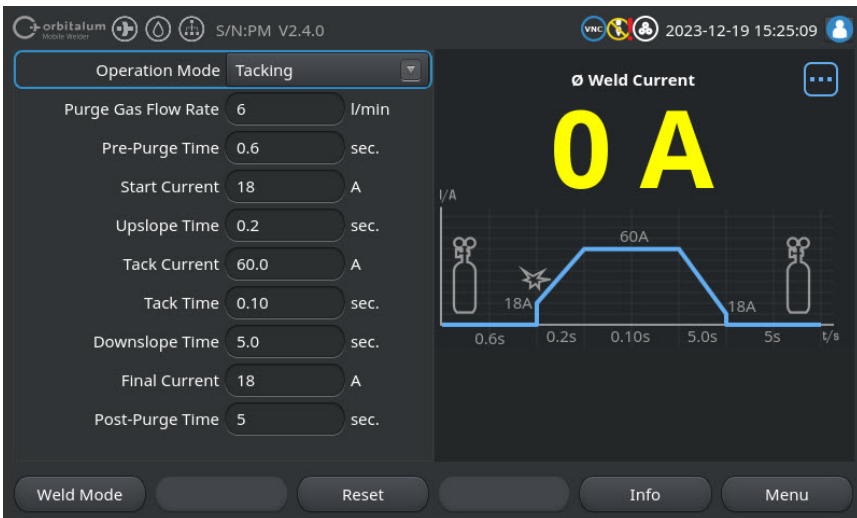 orbitalum
Mobile Welder
S/N:PM V2.4.0
VNC
2023-12-19 15:25:09
Operation Mode Tacking
Purge Gas Flow Rate 6 l/min
Pre-Purge Time 0.6 sec.
Start Current 18 A
Upslope Time 0.2 sec.
Tack Current 60.0 A
Tack Time 0.10 sec.
Downslope Time 5.0 sec.
Final Current 18 A
Post-Purge Time 5 sec.
Ø Weld Current
0 A
I/A
60A
18A
18A
0.6s 0.2s 0.10s 5.0s 5s t/s
Weld Mode Reset Info Menu